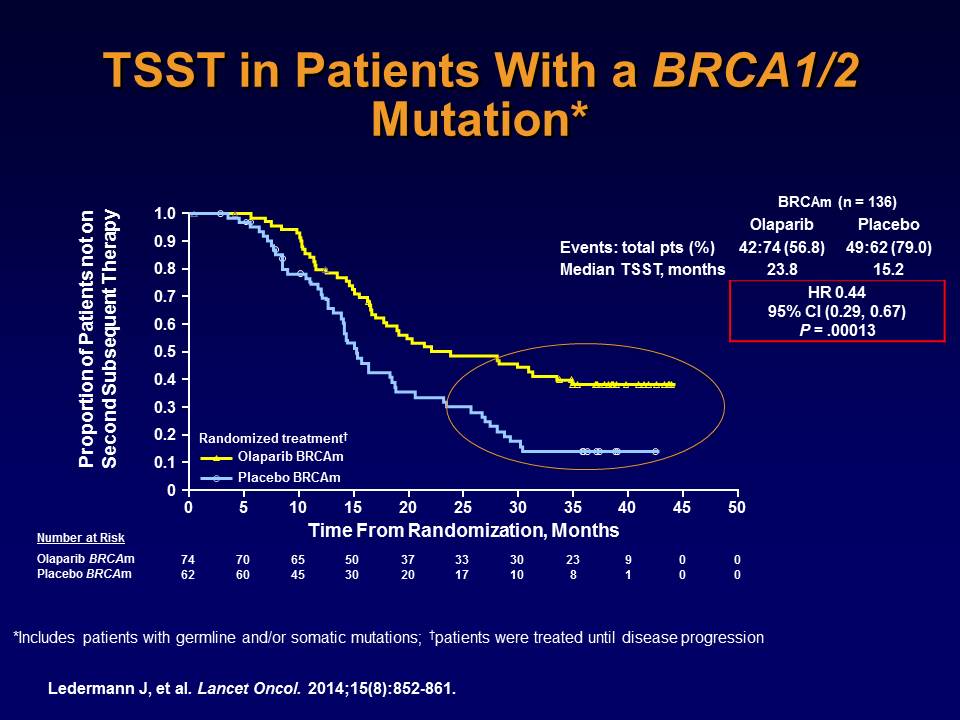 TSST in Patients With a BRCA1/2
Mutation*
BRCAm (n = 136)
Olaparib Placebo
Events: total pts (%) 42:74 (56.8) 49:62 (79.0)
Median TSST, months 23.8 15.2
HR 0.44
95% CI (0.29, 0.67)
P = .00013
Proportion of Patients not on
Second Subsequent Therapy
1.0
0.9
0.8
0.7
0.6
0.5
0.4
0.3
0.2
0.1
0
Randomized treatment†
Olaparib BRCAm
Placebo BRCAm
0 5 10 15 20 25 30 35 40 45 50
Time From Randomization, Months
Number at Risk
Olaparib BRCAm 74 70 65 50 37 33 30 23 9 0 0
Placebo BRCAm 62 60 45 30 20 17 10 8 1 0 0
*Includes patients with germline and/or somatic mutations; †patients were treated until disease progression
Ledermann J, et al. Lancet Oncol. 2014;15(8):852-861.